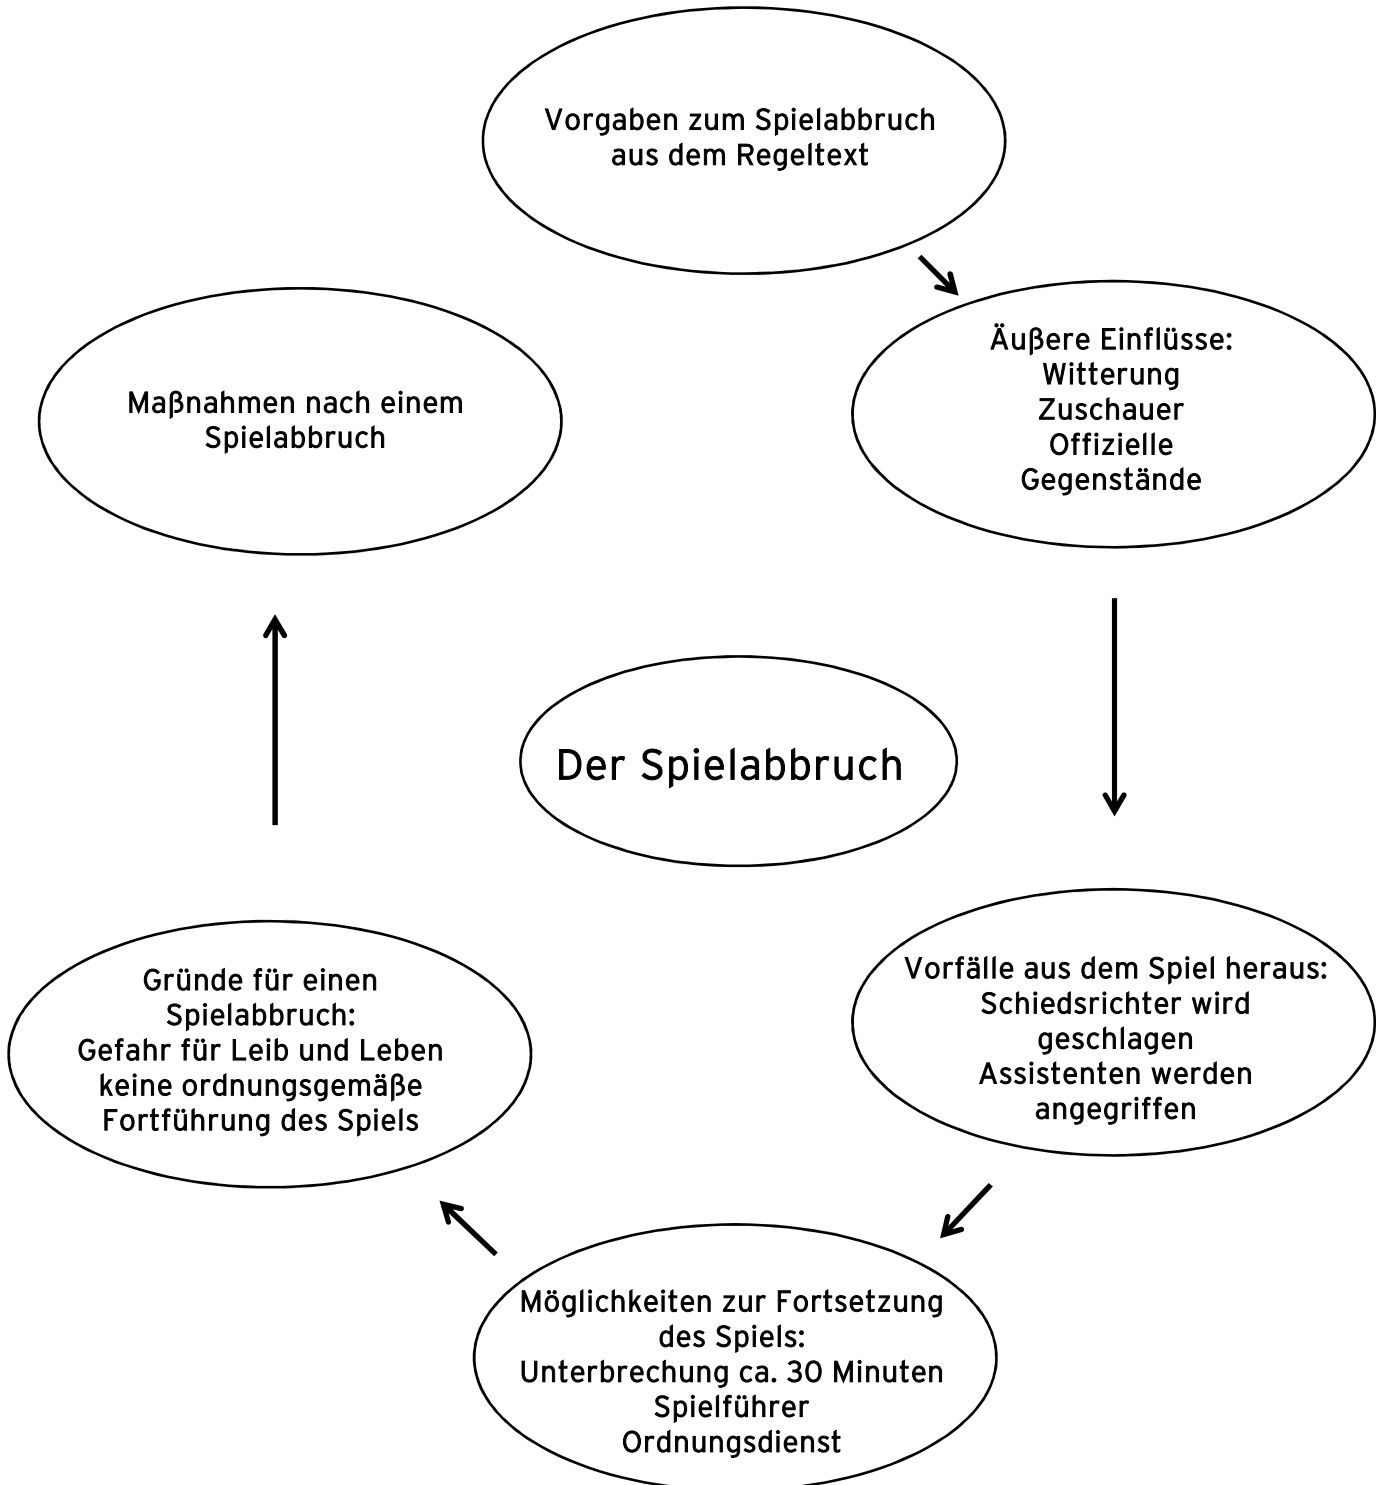 Vorgaben zum Spielabbruch
aus dem Regeltext
Äußere Einflüsse:
Witterung
Zuschauer
Offizielle
Gegenstände
Vorfälle aus dem Spiel heraus:
Schiedsrichter wird
geschlagen
Assistenten werden
angegriffen
Möglichkeiten zur Fortsetzung
des Spiels:
Unterbrechung ca. 30 Minuten
Spielführer
Ordnungsdienst
Gründe für einen
Spielabbruch:
Gefahr für Leib und Leben
keine ordnungsgemäße
Fortführung des Spiels
Maßnahmen nach einem
Spielabbruch
Der Spielabbruch